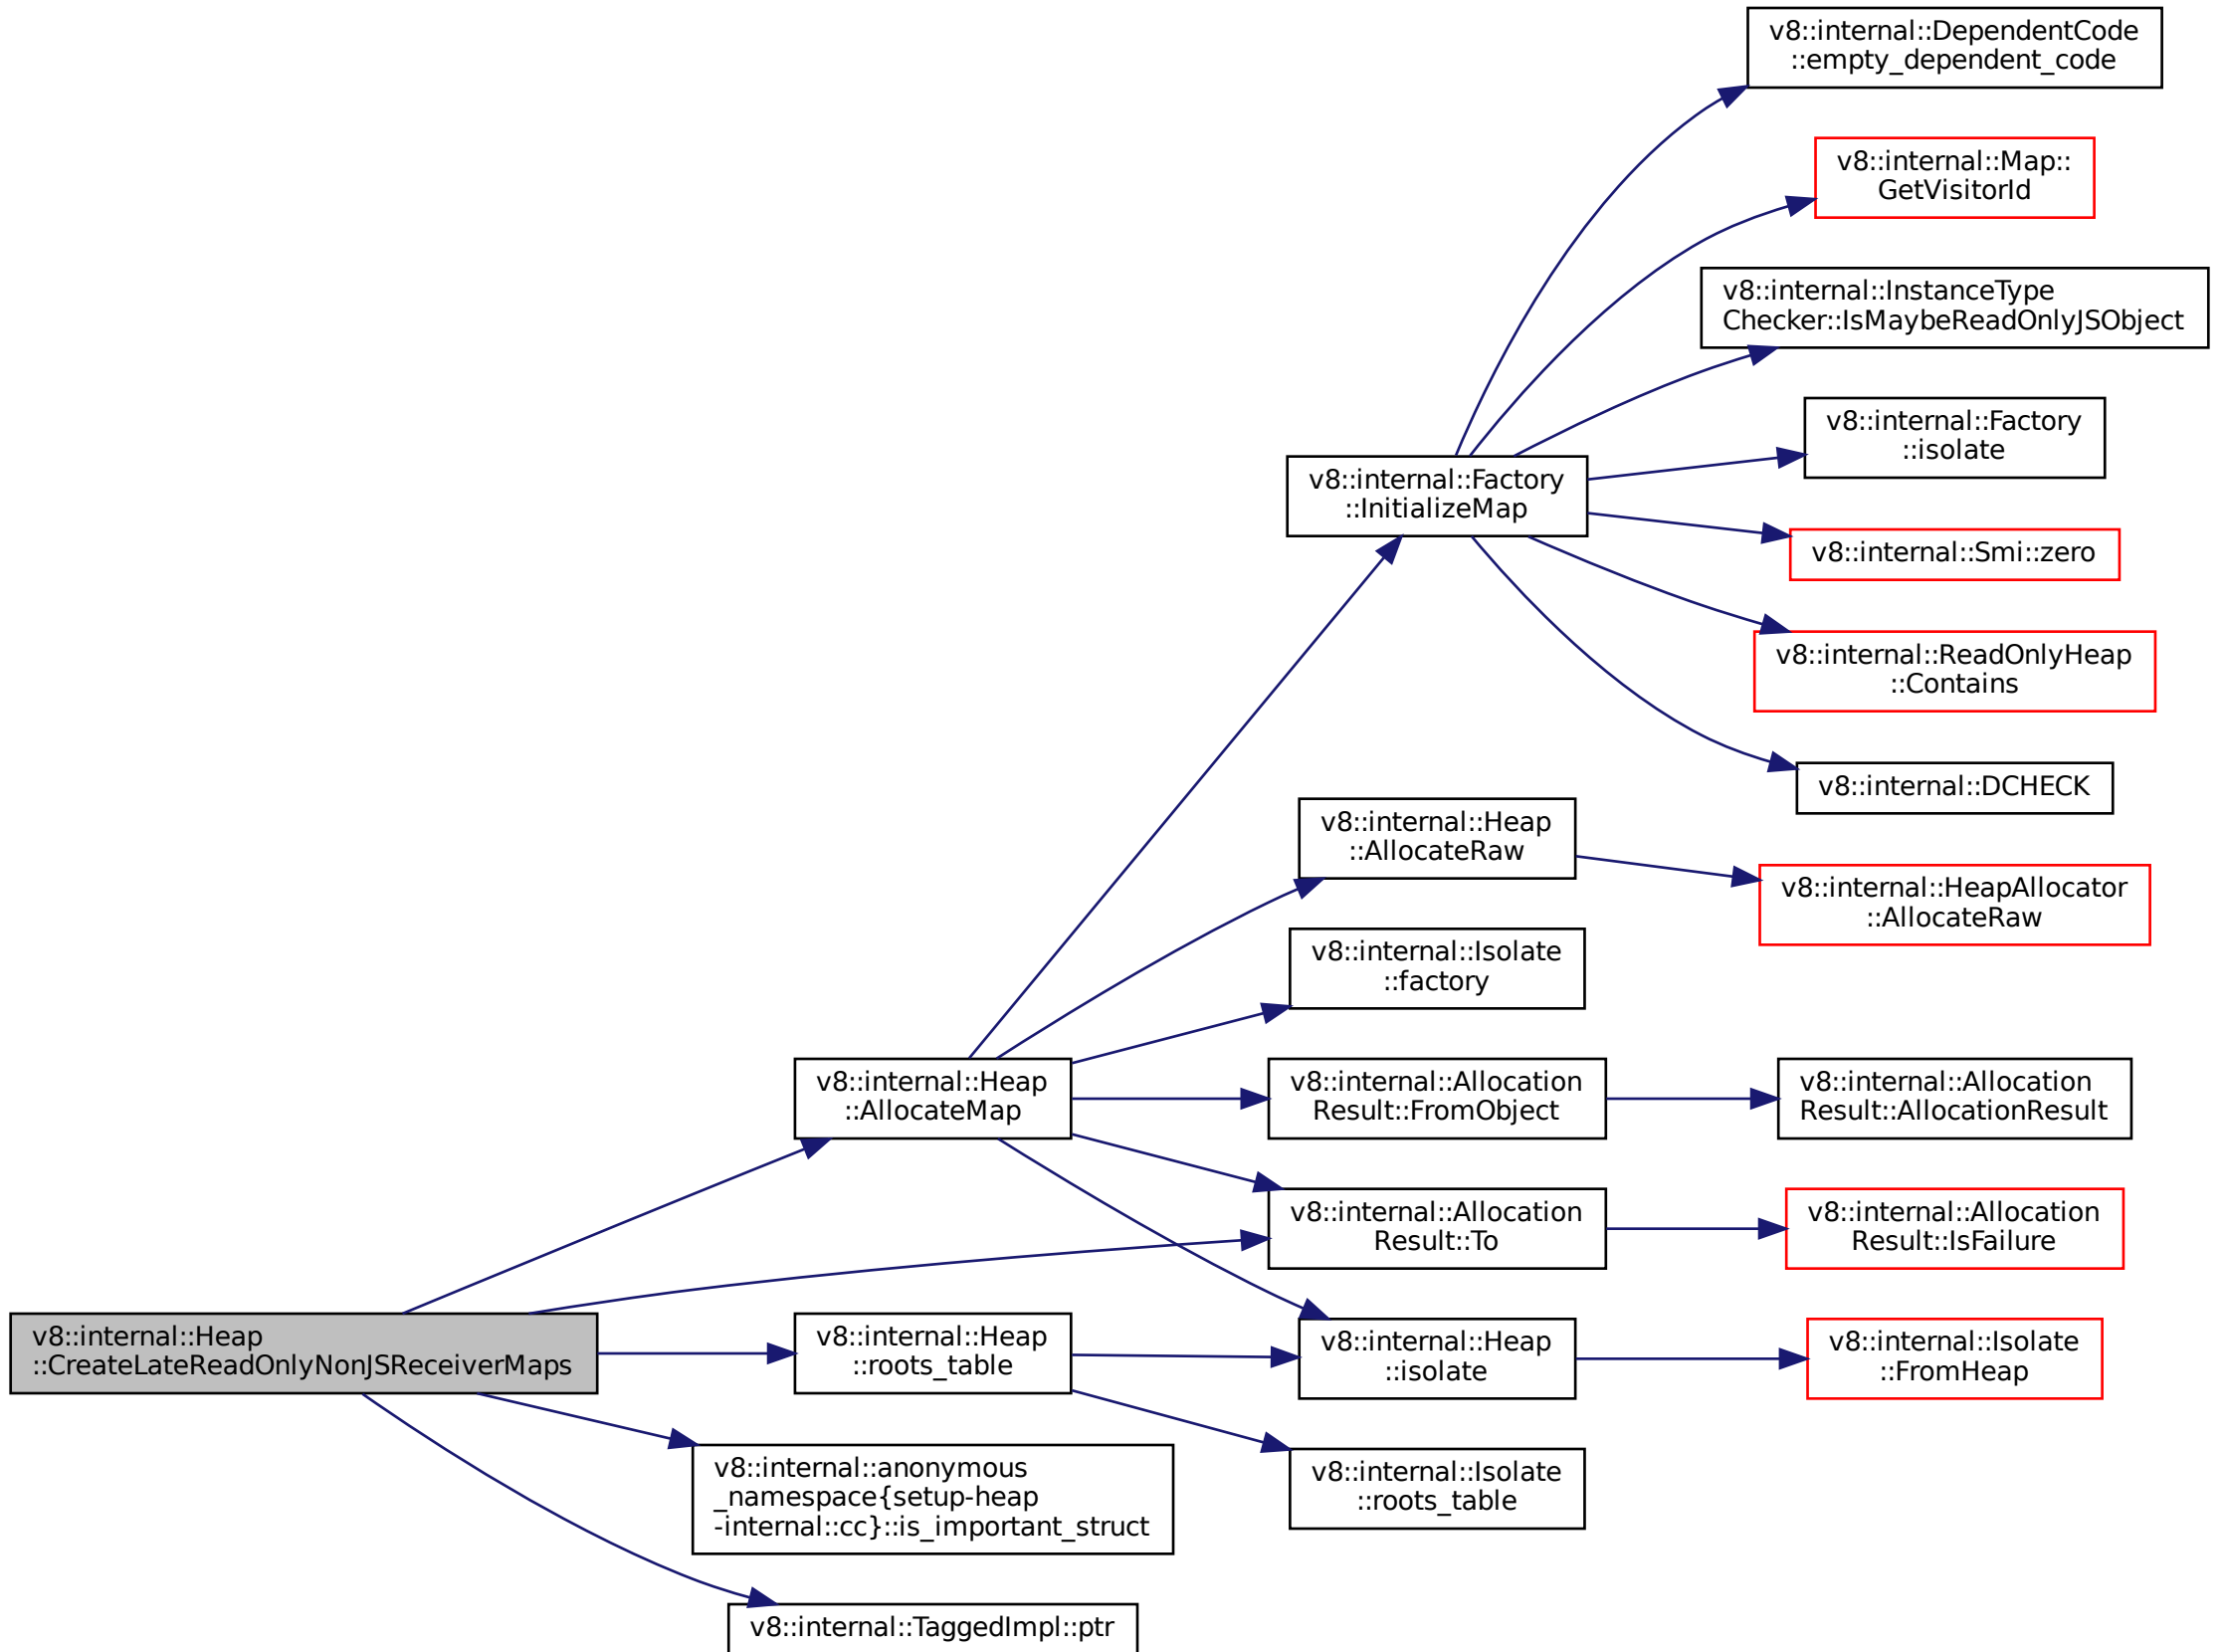 v8::internal::DependentCode
::empty_dependent_code
v8::internal::Map::
GetVisitorId
v8::internal::InstanceType
Checker::IsMaybeReadOnlyJSObject
v8::internal::Factory
::isolate
v8::internal::Factory
::InitializeMap
v8::internal::Smi::zero
v8::internal::ReadOnlyHeap
::Contains
v8::internal::DCHECK
v8::internal::Heap
::AllocateRaw
v8::internal::HeapAllocator
::AllocateRaw
v8::internal::Isolate
::factory
v8::internal::Heap
::AllocateMap
v8::internal::Allocation
Result::FromObject
v8::internal::Allocation
Result::AllocationResult
v8::internal::Allocation
Result::To
v8::internal::Allocation
Result::IsFailure
v8::internal::Heap
::CreateLateReadOnlyNonJSReceiverMaps
v8::internal::Heap
::roots_table
v8::internal::Heap
::isolate
v8::internal::Isolate
::FromHeap
v8::internal::anonymous
_namespace{setup-heap
-internal::cc}::is_important_struct
v8::internal::Isolate
::roots_table
v8::internal::TaggedImpl::ptr